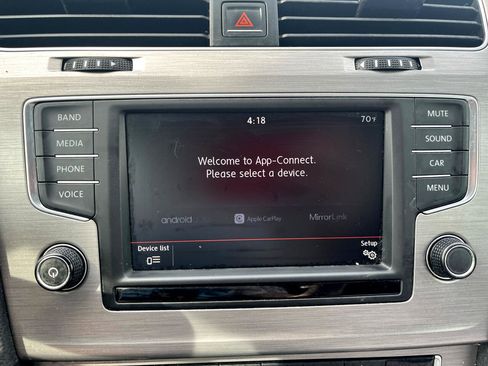 BAND
MEDIA
PHONE
VOICE
4:18
70°F
Welcome to App-Connect.
Please select a device.
android
Apple CarPlay
MirrorLink
Device list
Setup
MUTE
SOUND
CAR
MENU